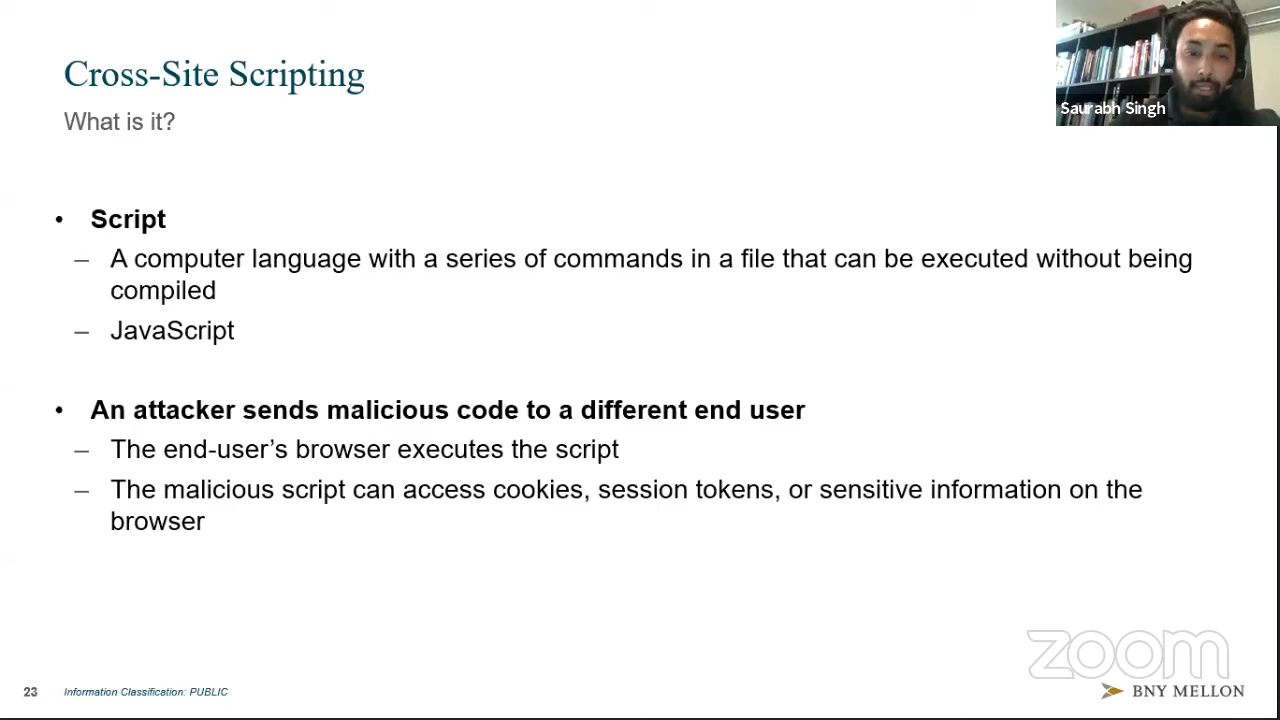 Cross-Site Scripting
What is it?
Saurabh Singh
• Script
– A computer language with a series of commands in a file that can be executed without being
compiled
– JavaScript
• An attacker sends malicious code to a different end user
– The end-user’s browser executes the script
– The malicious script can access cookies, session tokens, or sensitive information on the
browser
zoom
23 Information Classification: PUBLIC
BNY MELLON